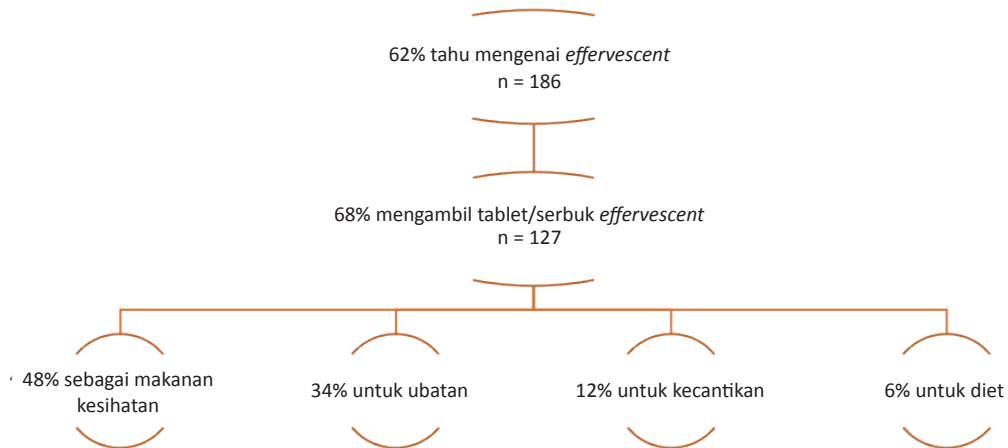 62% tahu mengenai effervescent
n = 186
68% mengambil tablet/serbuk effervescent
n = 127
48% sebagai makanan
kesihatan
34% untuk ubatan
12% untuk kecantikan
6% untuk diet